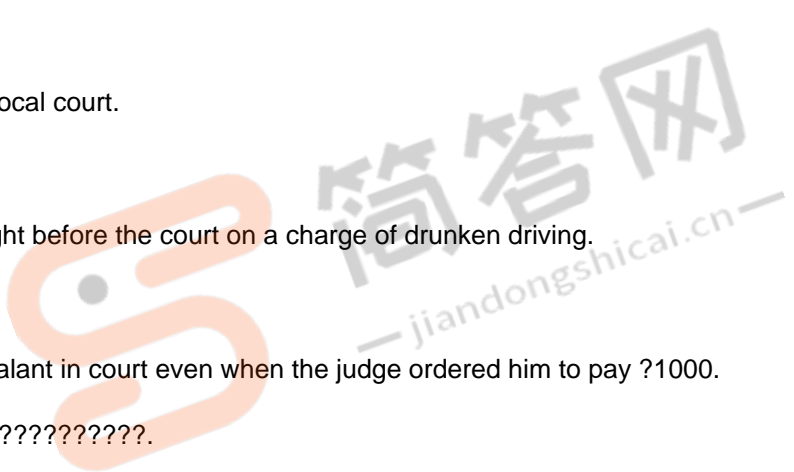 ocal court.
ght before the court on a charge of drunken driving.
alant in court even when the judge ordered him to pay ?1000.
??????????.
简答网
jiandongshicai.cn